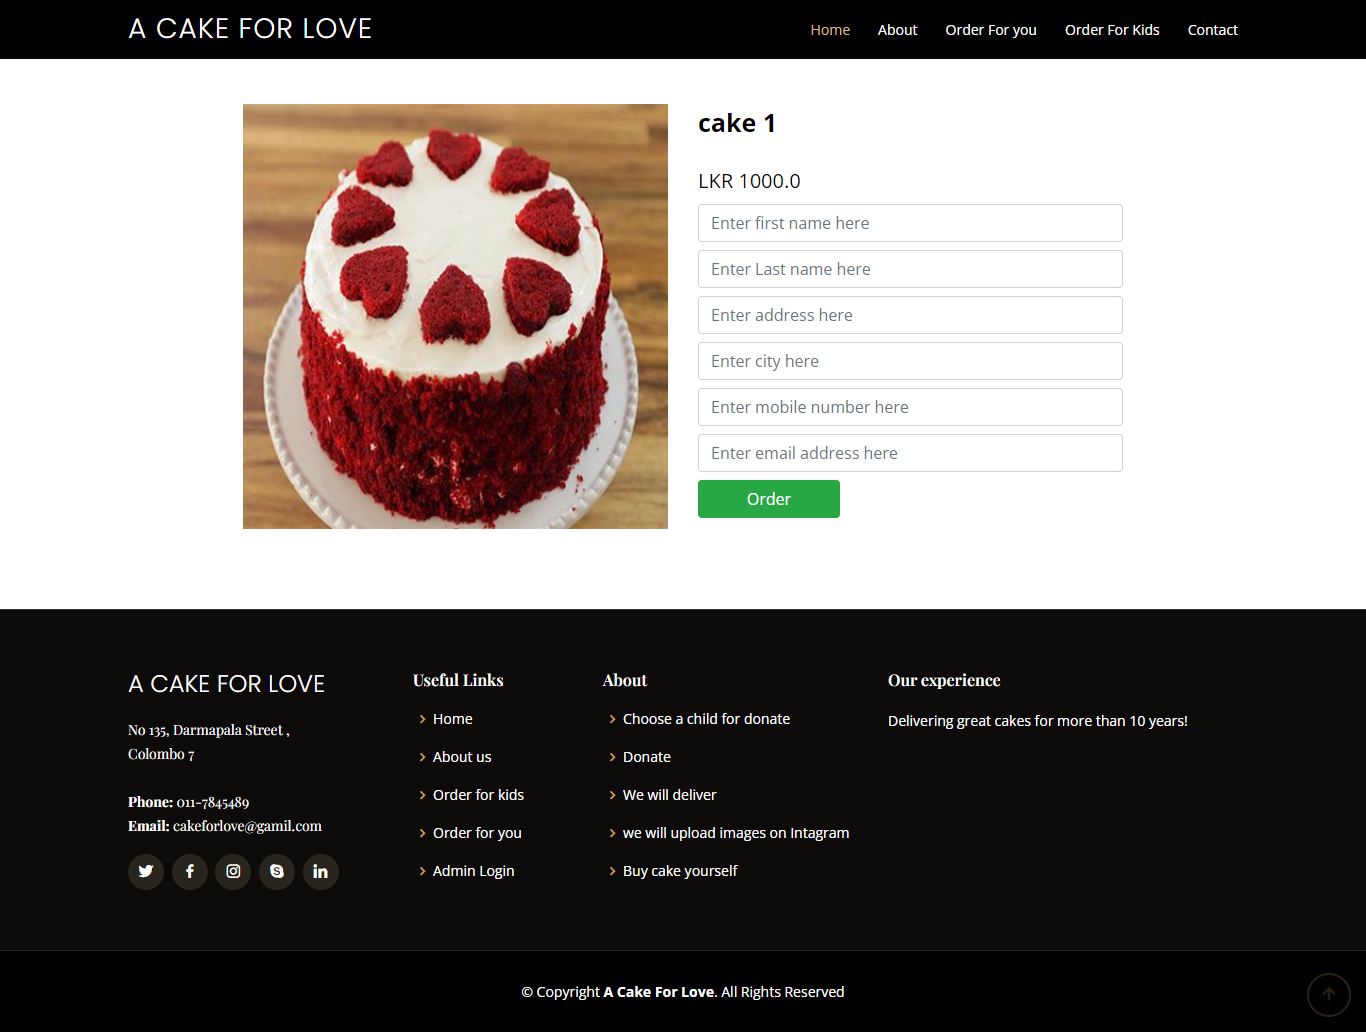 A CAKE FOR LOVE
Home
About
Order For you
Order For Kids
Contact
cake 1
LKR 1000.0
Enter first name here
Enter Last name here
Enter address here
Enter city here
Enter mobile number here
Enter email address here
Order
A CAKE FOR LOVE
No 135, Darmapala Street ,
Colombo 7
Phone: 011-7845489
Email: cakeforlove@gamil.com
Useful Links
Home
About us
Order for kids
Order for you
Admin Login
About
Choose a child for donate
Donate
We will deliver
we will upload images on Intagram
Buy cake yourself
Our experience
Delivering great cakes for more than 10 years!
© Copyright A Cake For Love. All Rights Reserved